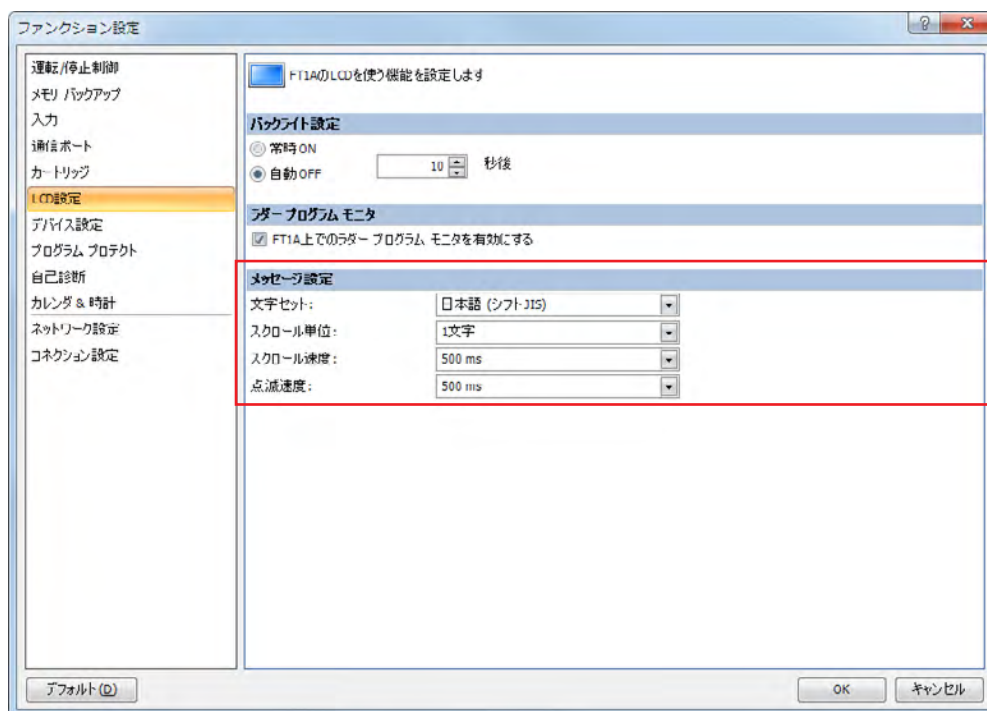 ファンクション設定
運転/停止制御
メモリ バックアップ
入力
通信ポート
カートリッジ
LCD設定
デバイス設定
プログラム プロテクト
自己診断
カレンダ & 時計
ネットワーク設定
コネクション設定
FT1AのLCDを使う機能を設定します
バックライト設定
常時ON
自動OFF 10 秒後
ラダー プログラム モニタ
FT1A上でのラダー プログラム モニタを有効にする
メッセージ設定
文字セット: 日本語 (シフトJIS)
スクロール単位: 1文字
スクロール速度: 500 ms
点滅速度: 500 ms
デフォルト(D)
OK
キャンセル